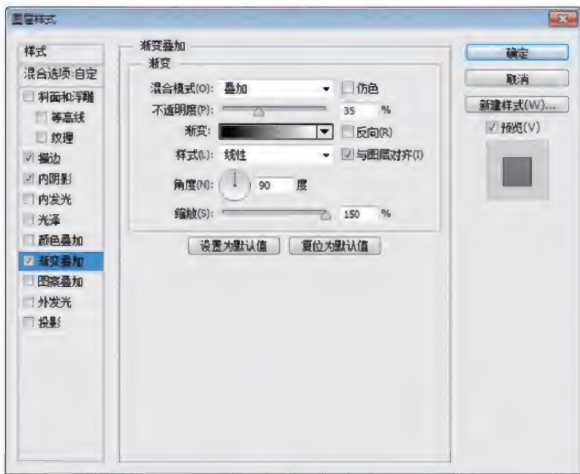 图层样式
样式
混合选项:自定
斜面和浮雕
等高线
纹理
描边
内阴影
内发光
光泽
颜色叠加
渐变叠加
图案叠加
外发光
投影
渐变叠加
渐变
混合模式(O): 叠加 仿色
不透明度(P): 35 %
渐变: 反向(R)
样式(L): 线性 与图层对齐(I)
角度(N): 90 度
缩放(S): 150 %
设置为默认值 复位为默认值
确定
取消
新建样式(W)...
预览(V)